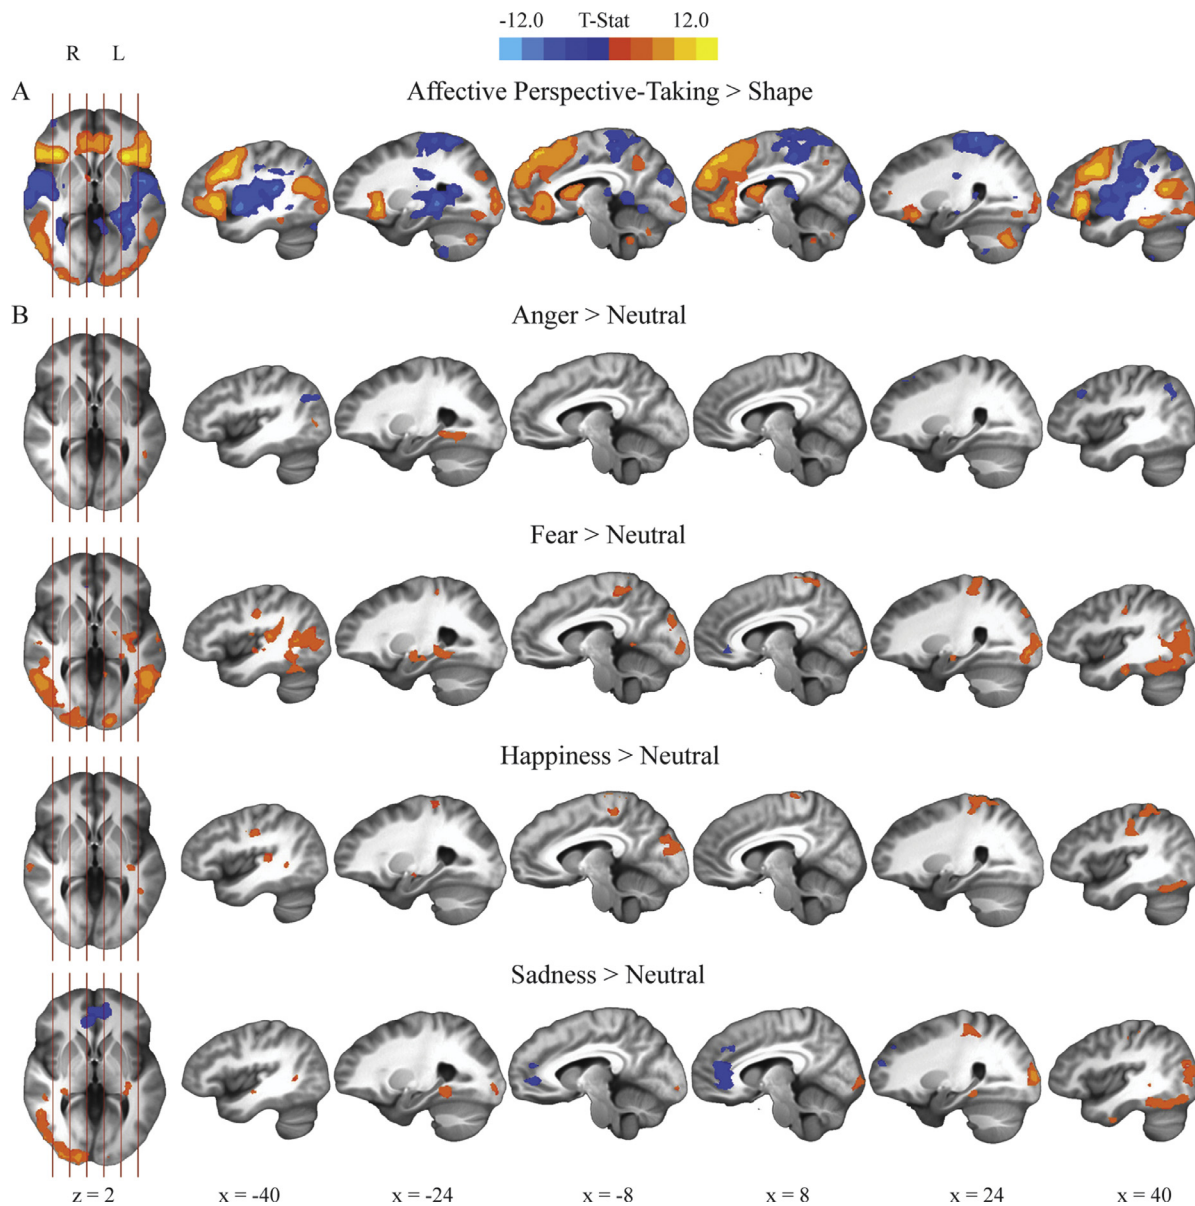 -12.0 T-Stat 12.0
R L
A Affective Perspective-Taking > Shape
B Anger > Neutral
Fear > Neutral
Happiness > Neutral
Sadness > Neutral
z = 2 x = -40 x = -24 x = -8 x = 8 x = 24 x = 40